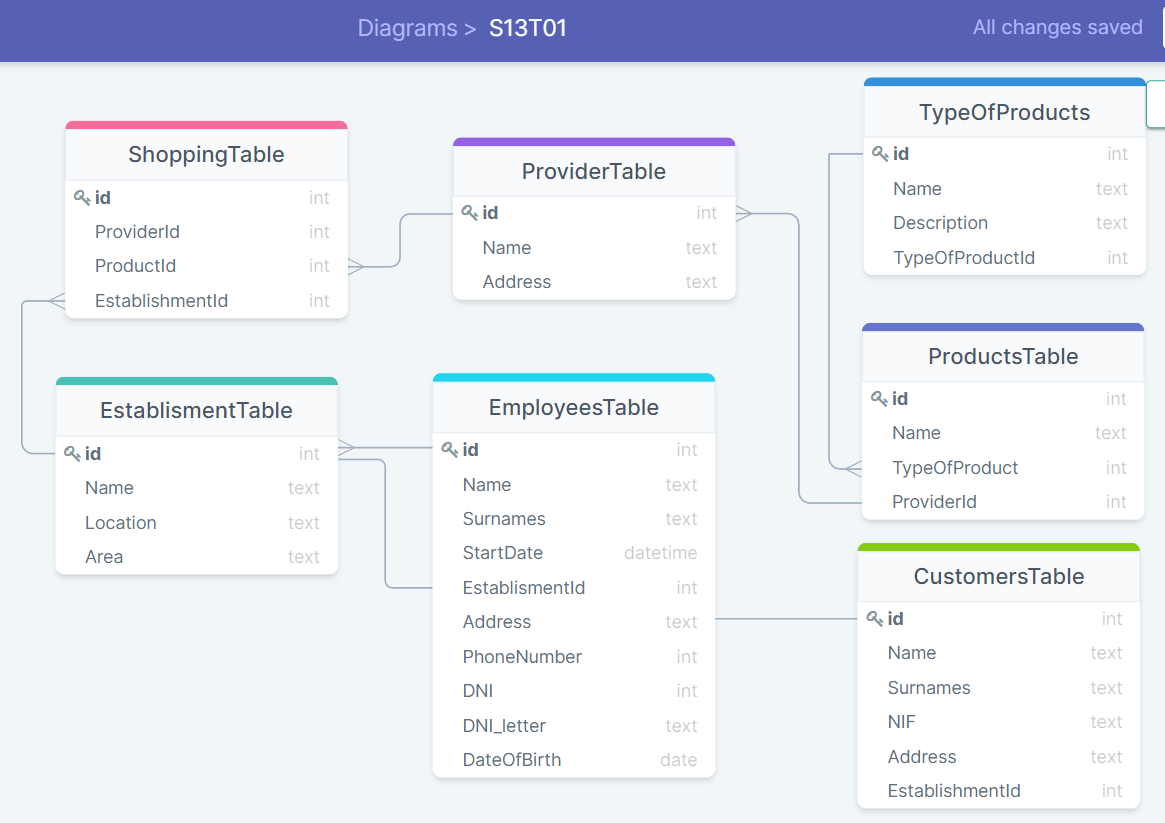 Diagrams > S13T01
All changes saved
ShoppingTable
id int
ProviderId int
ProductId int
EstablishmentId int
ProviderTable
id int
Name text
Address text
TypeOfProducts
id int
Name text
Description text
TypeOfProductId int
EstablismentTable
id int
Name text
Location text
Area text
EmployeesTable
id int
Name text
Surnames text
StartDate datetime
EstablismentId int
Address text
PhoneNumber int
DNI int
DNI_letter text
DateOfBirth date
ProductsTable
id int
Name text
TypeOfProduct int
ProviderId int
CustomersTable
id int
Name text
Surnames text
NIF text
Address text
EstablishmentId int